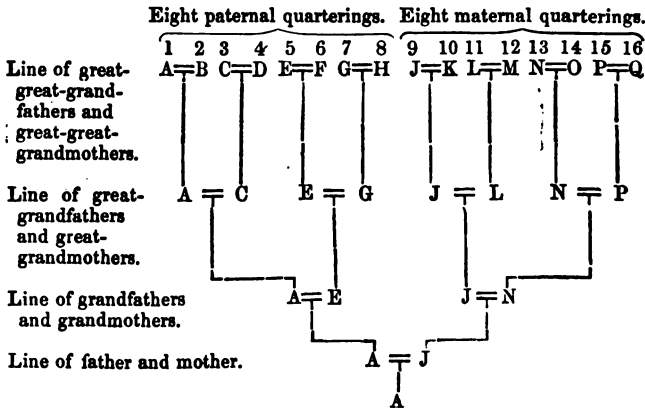 Eight paternal quarterings. Eight maternal quarterings.
1 2 3 4 5 6 7 8 9 10 11 12 13 14 15 16
Line of great- A=B C=D E=F G=H J=K L=M N=O P=Q
great-grand-
fathers and
great-great-
grandmothers.
Line of great- A = C E = G J = L N = P
grandfathers
and great-
grandmothers.
Line of grandfathers A=E J=N
and grandmothers.
Line of father and mother. A = J
A